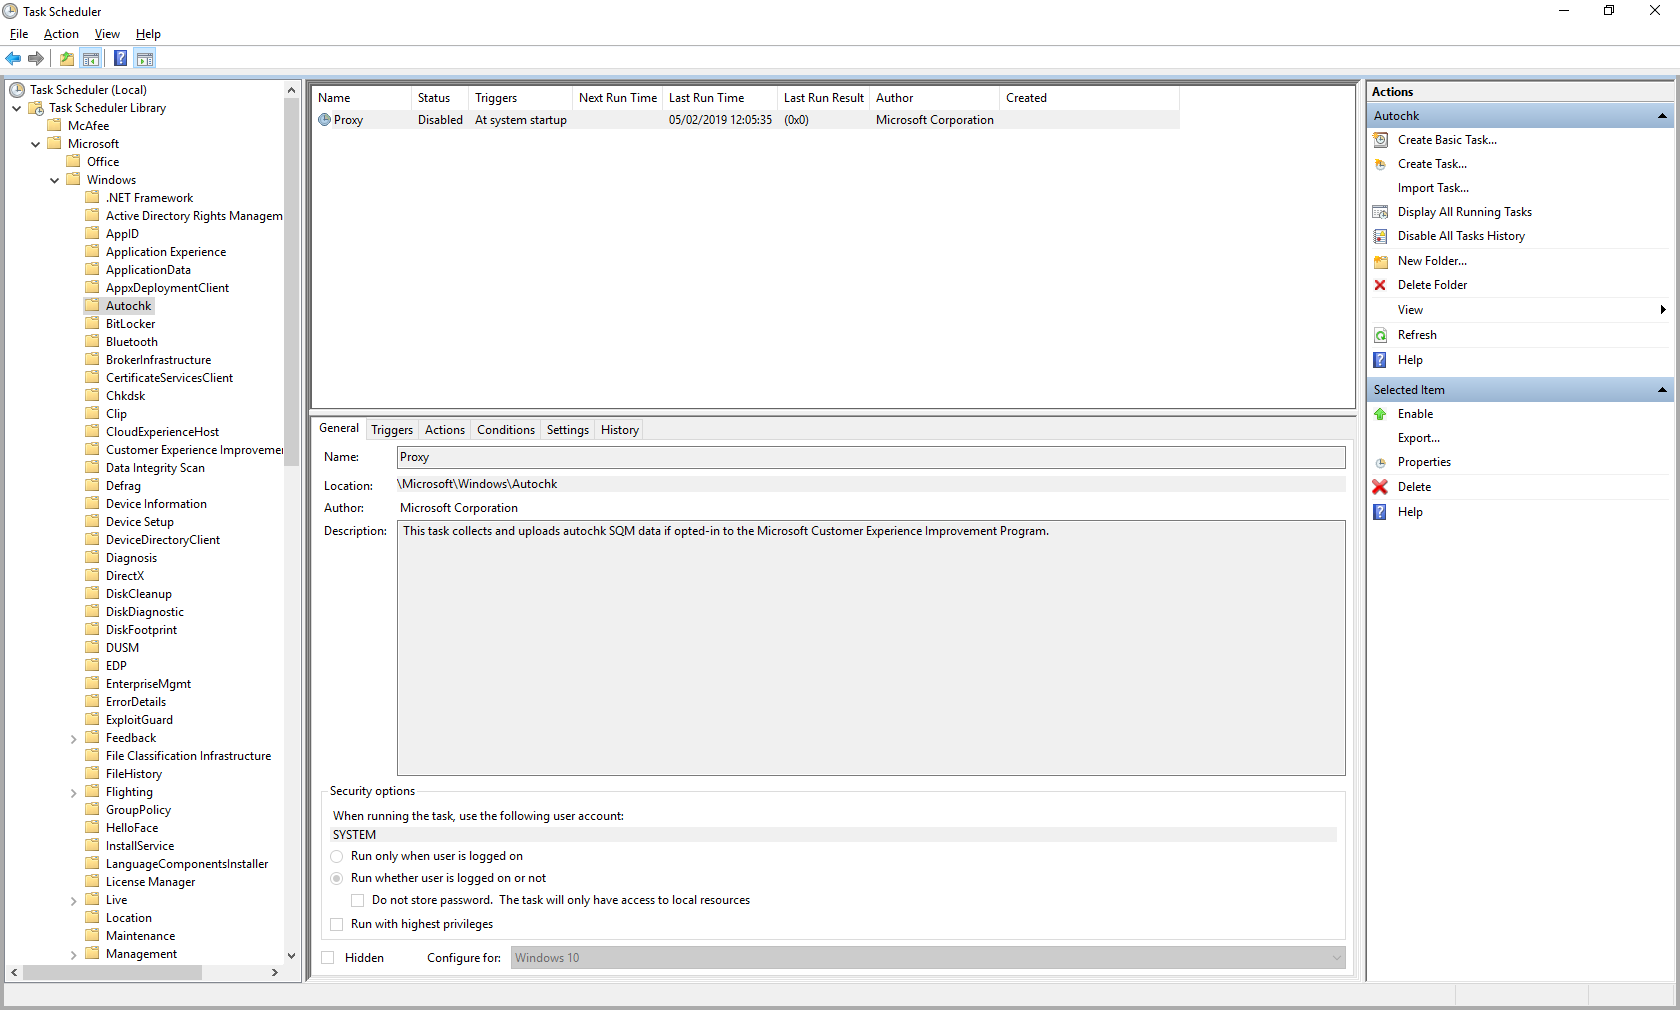 Task Scheduler
File Action View Help
Task Scheduler (Local)
Task Scheduler Library
McAfee
Microsoft
Office
Windows
.NET Framework
Active Directory Rights Managem
AppID
Application Experience
ApplicationData
AppxDeploymentClient
Autochk
BitLocker
Bluetooth
BrokerInfrastructure
CertificateServicesClient
Chkdsk
Clip
CloudExperienceHost
Customer Experience Improvemen
Data Integrity Scan
Defrag
Device Information
Device Setup
DeviceDirectoryClient
Diagnosis
DirectX
DiskCleanup
DiskDiagnostic
DiskFootprint
DUSM
EDP
EnterpriseMgmt
ErrorDetails
ExploitGuard
Feedback
File Classification Infrastructure
FileHistory
Flighting
GroupPolicy
HelloFace
InstallService
LanguageComponentsInstaller
License Manager
Live
Location
Maintenance
Management
Name Status Triggers Next Run Time Last Run Time Last Run Result Author Created
Proxy Disabled At system startup 05/02/2019 12:05:35 (0x0) Microsoft Corporation
General Triggers Actions Conditions Settings History
Name: Proxy
Location: \Microsoft\Windows\Autochk
Author: Microsoft Corporation
Description: This task collects and uploads autochk SQM data if opted-in to the Microsoft Customer Experience Improvement Program.
Security options
When running the task, use the following user account:
SYSTEM
Run only when user is logged on
Run whether user is logged on or not
Do not store password. The task will only have access to local resources
Run with highest privileges
Hidden Configure for: Windows 10
Actions
Autochk
Create Basic Task...
Create Task...
Import Task...
Display All Running Tasks
Disable All Tasks History
New Folder...
Delete Folder
View
Refresh
Help
Selected Item
Enable
Export...
Properties
Delete
Help